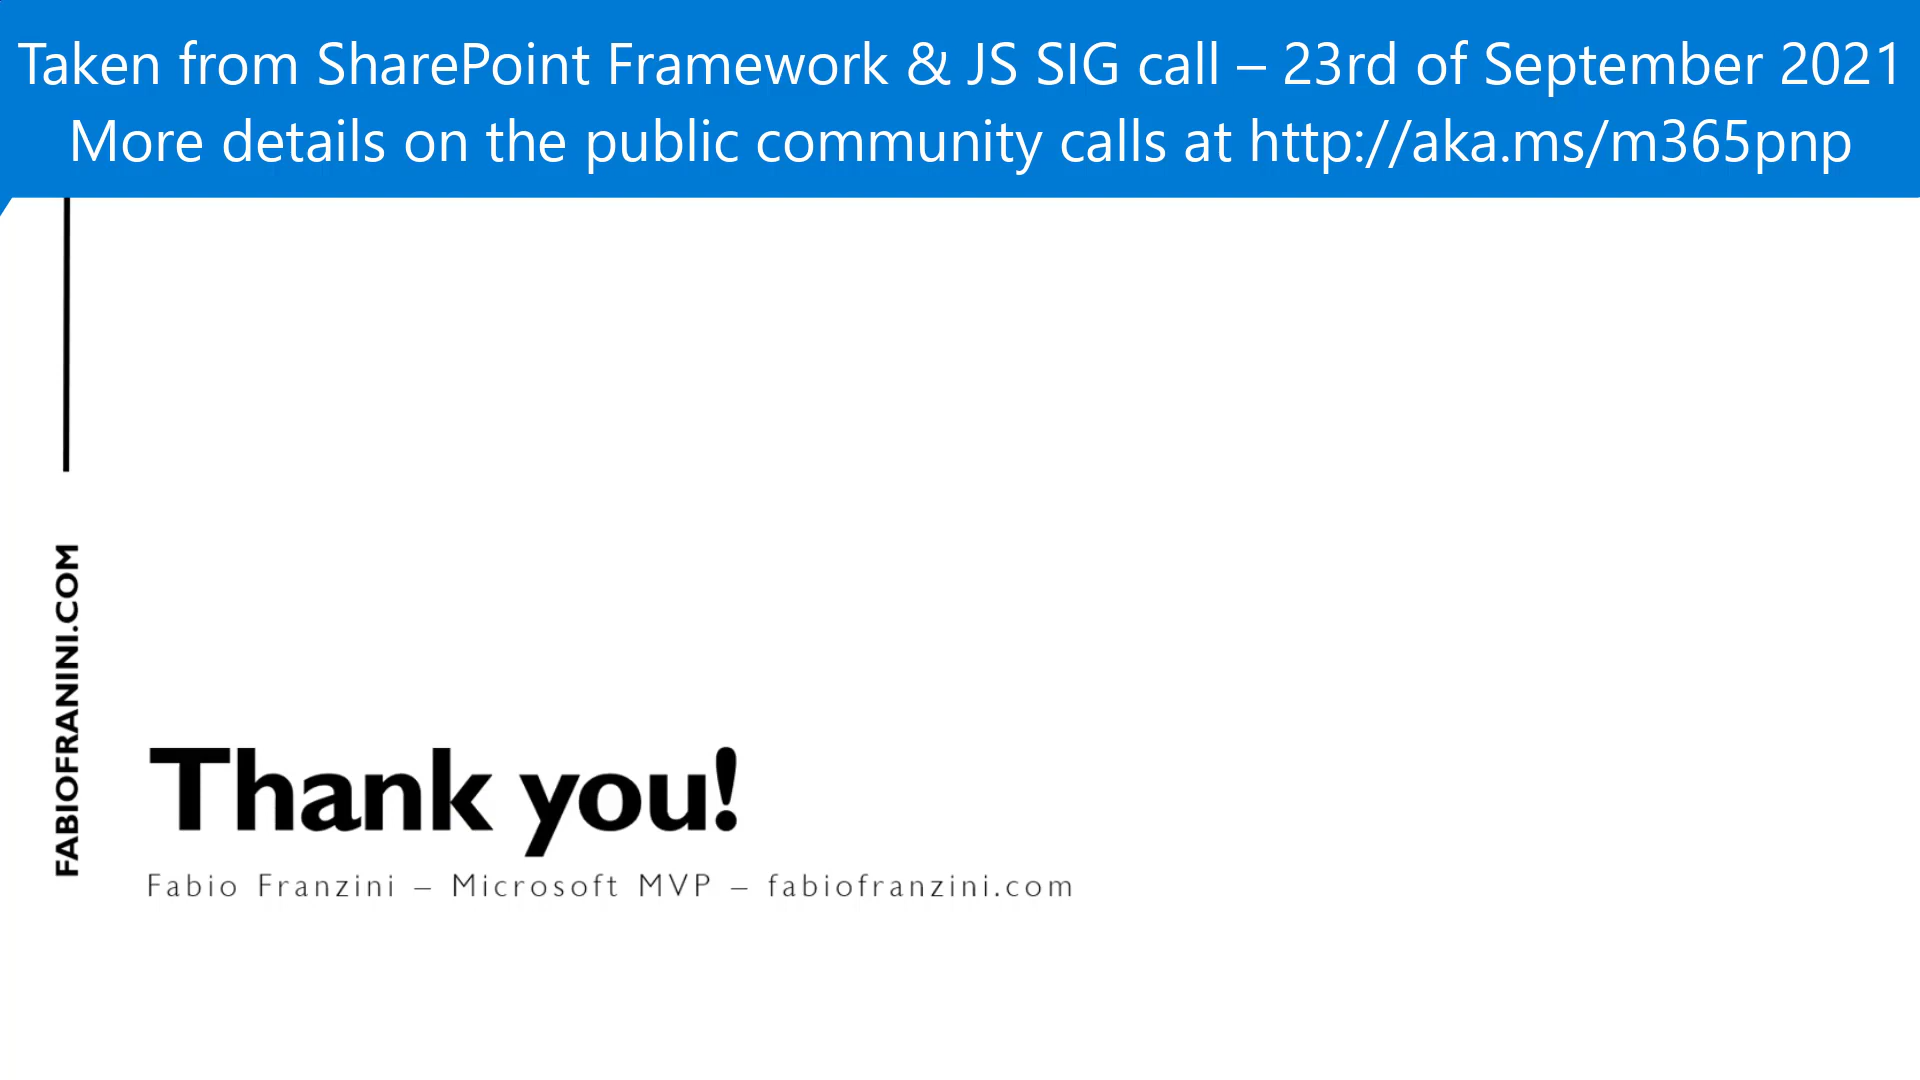 Taken from SharePoint Framework & JS SIG call – 23rd of September 2021
More details on the public community calls at http://aka.ms/m365pnp
FABIOFRANINI.COM
Thank you!
Fabio Franzini – Microsoft MVP – fabiofranzini.com